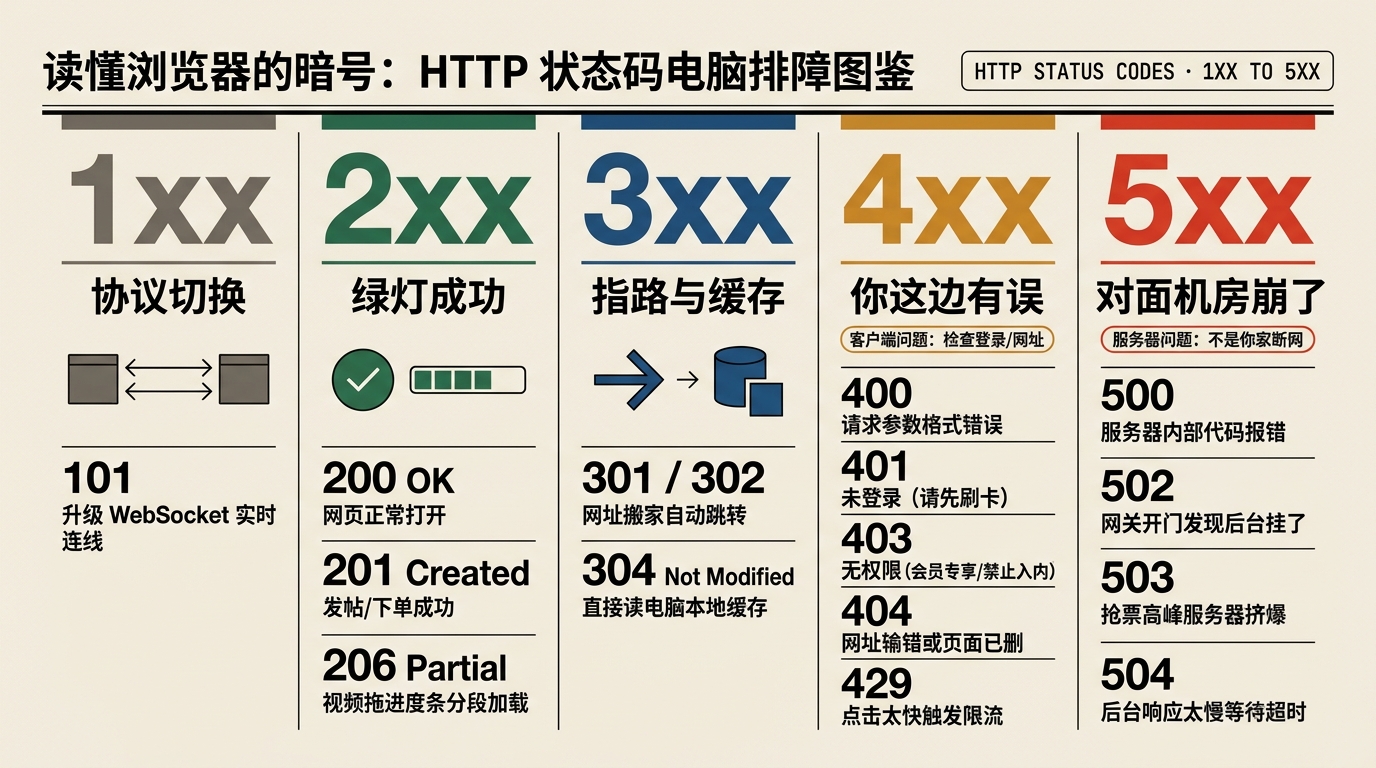 读懂浏览器的暗号：HTTP 状态码电脑排障图鉴
HTTP STATUS CODES · 1XX TO 5XX
1xx
协议切换
101
升级 WebSocket 实时
连线
2xx
绿灯成功
200 OK
网页正常打开
201 Created
发帖/下单成功
206 Partial
视频拖进度条分段加载
3xx
指路与缓存
301 / 302
网址搬家自动跳转
304 Not Modified
直接读电脑本地缓存
4xx
你这边有误
客户端问题：检查登录/网址
400
请求参数格式错误
401
未登录（请先刷卡）
403
无权限(会员专享/禁止入内)
404
网址输错或页面已删
429
点击太快触发限流
5xx
对面机房崩了
服务器问题：不是你家断网
500
服务器内部代码报错
502
网关开门发现后台挂了
503
抢票高峰服务器挤爆
504
后台响应太慢等待超时